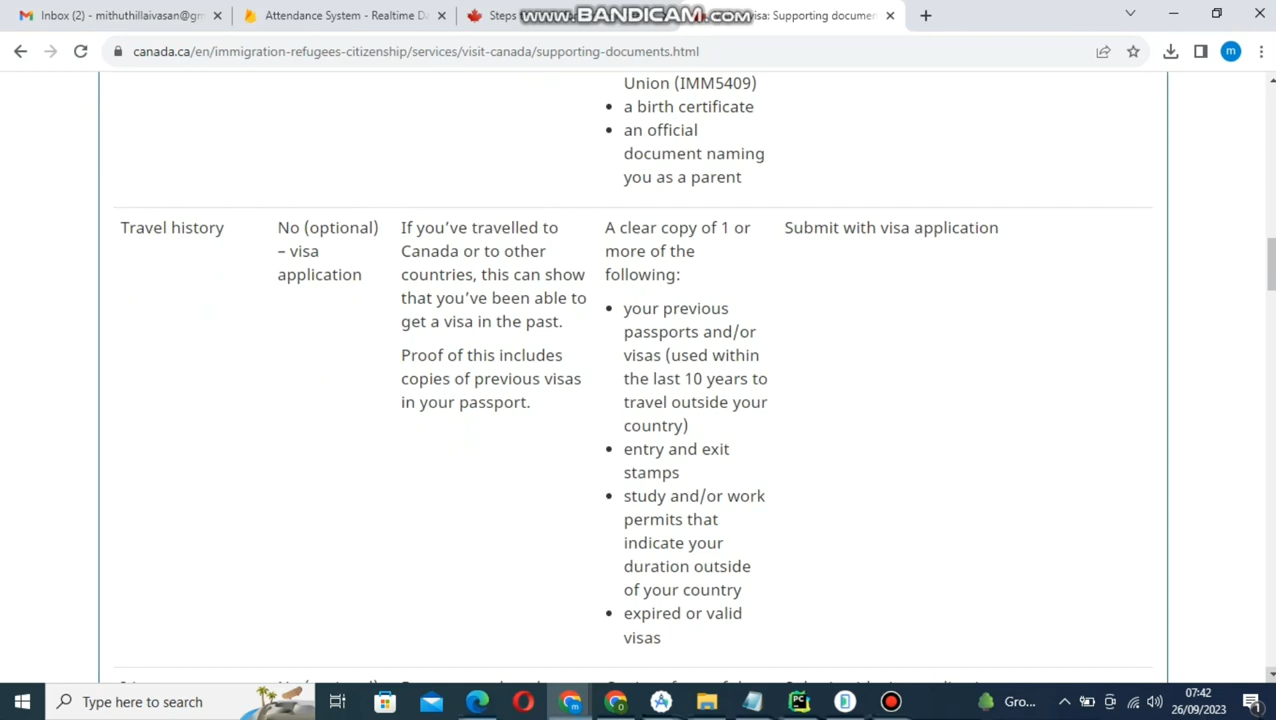 Inbox (2) - mithuthillaivasan@gm
Attendance System - Realtime Da
Steps
www.BANDICAM.com
visa: Supporting documen
canada.ca/en/immigration-refugees-citizenship/services/visit-canada/supporting-documents.html
m
Union (IMM5409)
• a birth certificate
• an official
document naming
you as a parent
Travel history
No (optional)
– visa
application
If you’ve travelled to
Canada or to other
countries, this can show
that you’ve been able to
get a visa in the past.
Proof of this includes
copies of previous visas
in your passport.
A clear copy of 1 or
more of the
following:
• your previous
passports and/or
visas (used within
the last 10 years to
travel outside your
country)
• entry and exit
stamps
• study and/or work
permits that
indicate your
duration outside
of your country
• expired or valid
visas
Submit with visa application
Type here to search
Gro...
07:42
26/09/2023